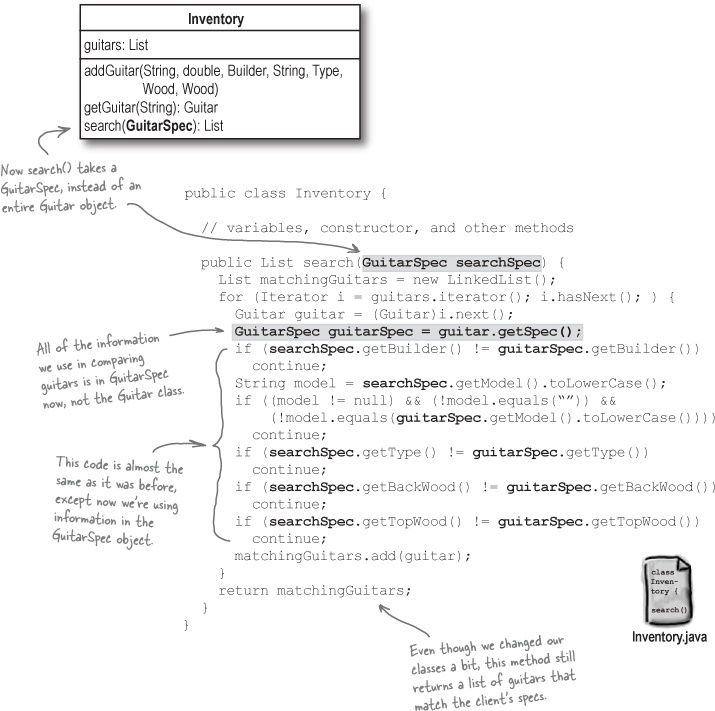 Inventory
guitars: List
addGuitar(String, double, Builder, String, Type,
Wood, Wood)
getGuitar(String): Guitar
search(GuitarSpec): List
Now search() takes a
GuitarSpec, instead of an
entire Guitar object.
public class Inventory {
// variables, constructor, and other methods
public List search(GuitarSpec searchSpec) {
List matchingGuitars = new LinkedList();
for (Iterator i = guitars.iterator(); i.hasNext(); ) {
Guitar guitar = (Guitar)i.next();
GuitarSpec guitarSpec = guitar.getSpec();
if (searchSpec.getBuilder() != guitarSpec.getBuilder())
continue;
String model = searchSpec.getModel().toLowerCase();
if ((model != null) && (!model.equals(“”)) &&
(!model.equals(guitarSpec.getModel().toLowerCase())))
continue;
if (searchSpec.getType() != guitarSpec.getType())
continue;
if (searchSpec.getBackWood() != guitarSpec.getBackWood())
continue;
if (searchSpec.getTopWood() != guitarSpec.getTopWood())
continue;
matchingGuitars.add(guitar);
}
return matchingGuitars;
}
}
All of the information
we use in comparing
guitars is in GuitarSpec
now, not the Guitar class.
This code is almost the
same as it was before,
except now we're using
information in the
GuitarSpec object.
Even though we changed our
classes a bit, this method still
returns a list of guitars that
match the client's specs.
class
Inven-
tory {
search()
Inventory.java